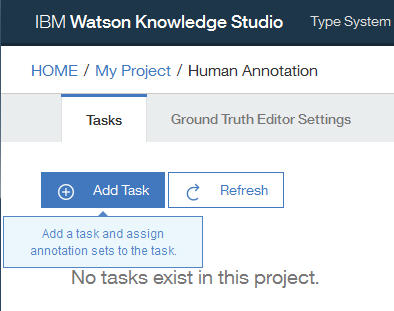 IBM Watson Knowledge Studio Type System
HOME / My Project / Human Annotation
Tasks Ground Truth Editor Settings
Add Task Refresh
Add a task and assign
annotation sets to the task.
No tasks exist in this project.